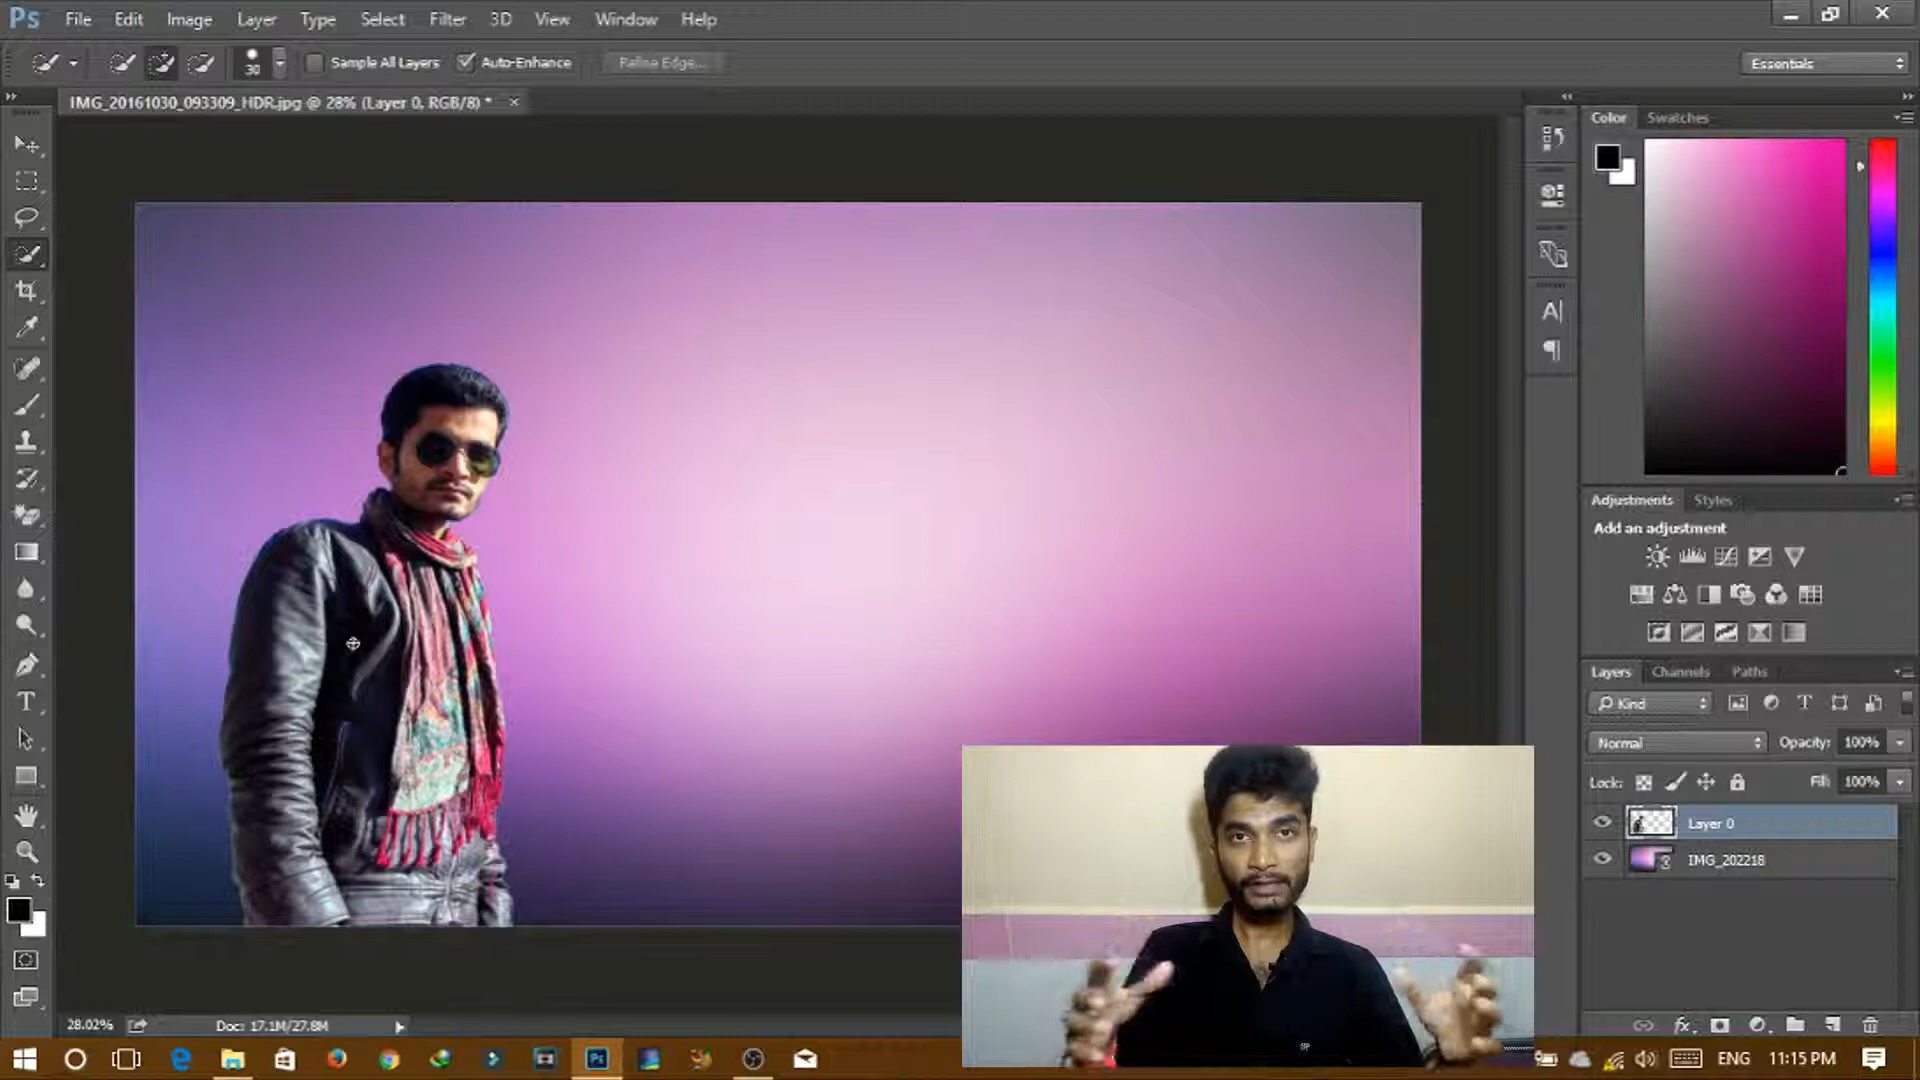 Ps File Edit Image Layer Type Select Filter 3D View Window Help
30 Sample All Layers Auto-Enhance Refine Edge... Essentials
IMG_20161030_093309_HDR.jpg @ 28% (Layer 0, RGB/8) * ×
Color Swatches
Adjustments Styles
Add an adjustment
Layers Channels Paths
Kind
Normal Opacity: 100%
Lock: Fill: 100%
Layer 0
IMG_202218
28.02% Doc: 17.1M/27.8M
Ps ENG 11:15 PM